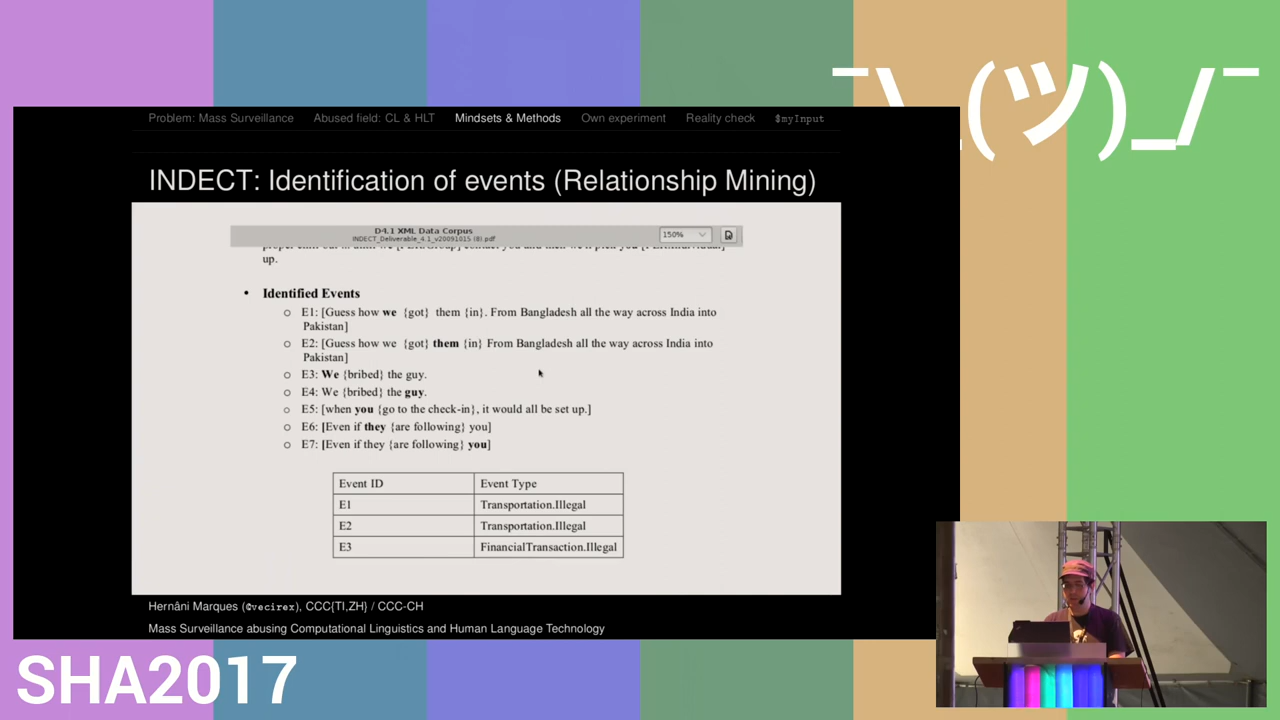 ¯\_(ツ)_/¯
Problem: Mass Surveillance Abused field: CL & HLT Mindsets & Methods Own experiment Reality check $myInput
INDECT: Identification of events (Relationship Mining)
D4.1 XML Data Corpus
INDECT_Deliverable_4.1_v20091015 (8).pdf
150%
up.
• Identified Events
○ E1: [Guess how we {got} them {in}. From Bangladesh all the way across India into
Pakistan]
○ E2: [Guess how we {got} them {in} From Bangladesh all the way across India into
Pakistan]
○ E3: We {bribed} the guy.
○ E4: We {bribed} the guy.
○ E5: [when you {go to the check-in}, it would all be set up.]
○ E6: [Even if they {are following} you]
○ E7: [Even if they {are following} you]
Event ID Event Type
E1 Transportation.Illegal
E2 Transportation.Illegal
E3 FinancialTransaction.Illegal
Hernâni Marques (@vecirex), CCC{TI,ZH} / CCC-CH
Mass Surveillance abusing Computational Linguistics and Human Language Technology
SHA2017